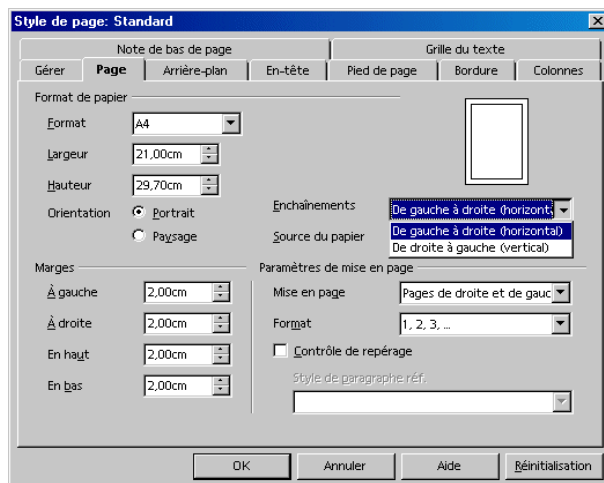 Style de page: Standard
Note de bas de page
Grille du texte
Gérer
Page
Arrière-plan
En-tête
Pied de page
Bordure
Colonnes
Format de papier
Format
A4
Largeur
21,00cm
Hauteur
29,70cm
Orientation
Portrait
Paysage
Enchaînements
De gauche à droite (horizont
De gauche à droite (horizontal)
De droite à gauche (vertical)
Source du papier
Marges
À gauche
2,00cm
À droite
2,00cm
En haut
2,00cm
En bas
2,00cm
Paramètres de mise en page
Mise en page
Pages de droite et de gauc
Format
1, 2, 3, ...
Contrôle de repérage
Style de paragraphe réf.
OK
Annuler
Aide
Réinitialisation